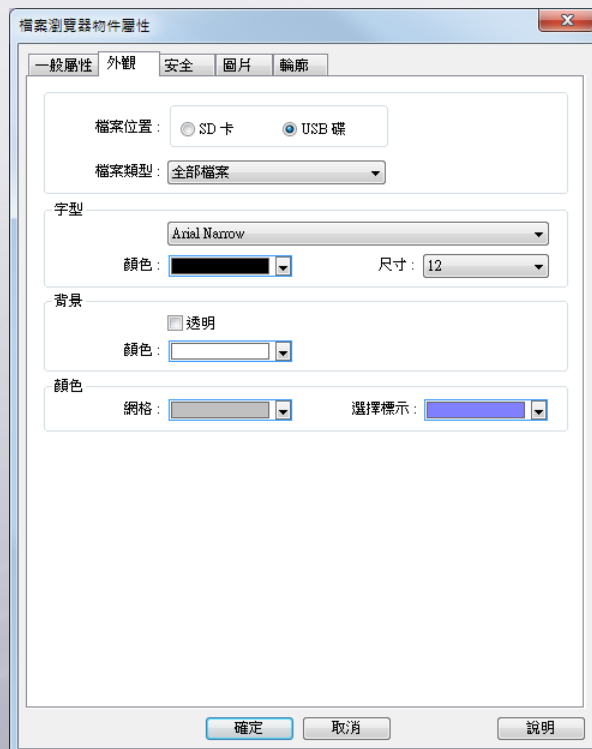 檔案瀏覽器物件屬性
一般屬性 外觀 安全 圖片 輪廓
檔案位置： SD 卡 USB 碟
檔案類型： 全部檔案
字型
Arial Narrow
顏色： 尺寸： 12
背景
透明
顏色：
顏色
網格： 選擇標示：
確定 取消 說明